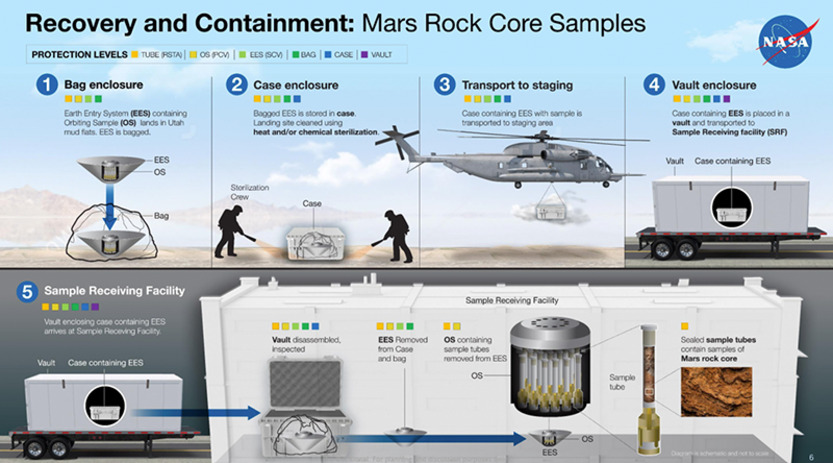 Recovery and Containment: Mars Rock Core Samples
NASA
PROTECTION LEVELS TUBE (RSTA) | OS (PCV) | EES (SCV) | BAG | CASE | VAULT
1 Bag enclosure
Earth Entry System (EES) containing
Orbiting Sample (OS) lands in Utah
mud flats. EES is bagged.
EES
OS
Bag
2 Case enclosure
Bagged EES is stored in case.
Landing site cleaned using
heat and/or chemical sterilization.
Sterilization
Crew
Case
3 Transport to staging
Case containing EES with sample is
transported to staging area
4 Vault enclosure
Case containing EES is placed in a
vault and transported to
Sample Receiving facility (SRF)
Vault Case containing EES
5 Sample Receiving Facility
Vault enclosing case containing EES
arrives at Sample Receiving Facility.
Vault Case containing EES
Sample Receiving Facility
Vault disassembled,
inspected
EES Removed
from Case
and bag
OS containing
sample tubes
removed from EES
OS
OS
EES
Sample
tube
Sealed sample tubes
contain samples of
Mars rock core
Diagram is schematic and not to scale
6